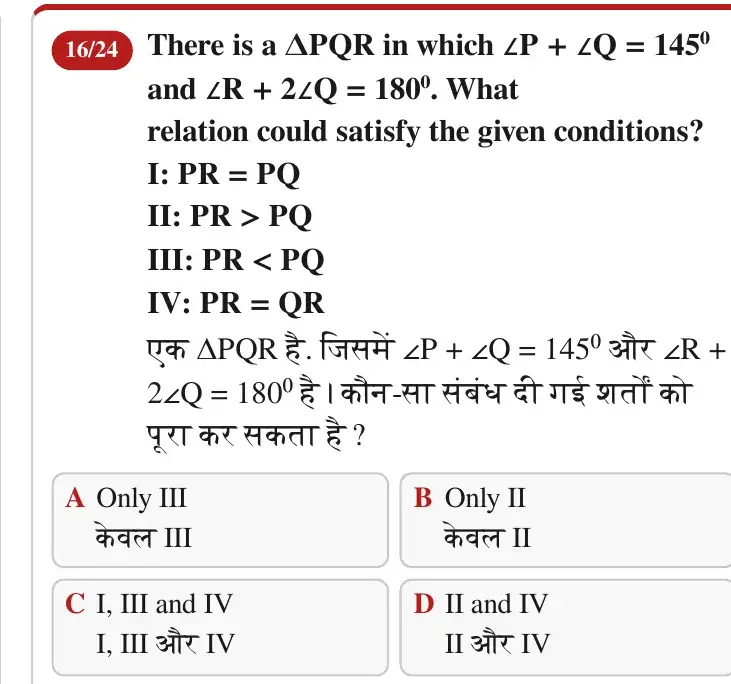 16/24 There is a ΔPQR in which ∠P + ∠Q = 145⁰
and ∠R + 2∠Q = 180⁰. What
relation could satisfy the given conditions?
I: PR = PQ
II: PR > PQ
III: PR < PQ
IV: PR = QR
एक ΔPQR है. जिसमें ∠P + ∠Q = 145⁰ और ∠R +
2∠Q = 180⁰ है। कौन-सा संबंध दी गई शर्तों को
पूरा कर सकता है ?
A Only III
केवल III
B Only II
केवल II
C I, III and IV
I, III और IV
D II and IV
II और IV